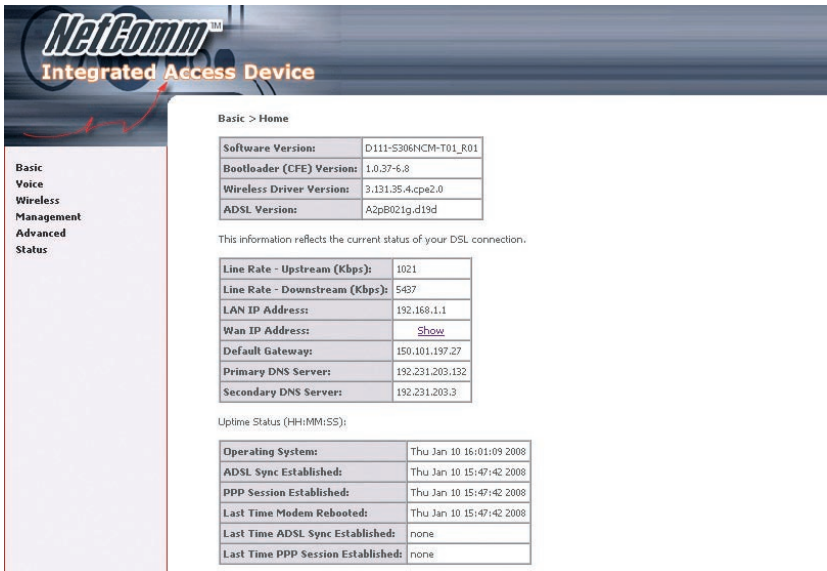 NetComm™
Integrated Access Device
Basic > Home
Basic
Voice
Wireless
Management
Advanced
Status
Software Version: D111-S306NCM-T01_R01
Bootloader (CFE) Version: 1.0.37-6.8
Wireless Driver Version: 3.131.35.4.cpe2.0
ADSL Version: A2pB021g.d19d
This information reflects the current status of your DSL connection.
Line Rate - Upstream (Kbps): 1021
Line Rate - Downstream (Kbps): 5437
LAN IP Address: 192.168.1.1
Wan IP Address: Show
Default Gateway: 150.101.197.27
Primary DNS Server: 192.231.203.132
Secondary DNS Server: 192.231.203.3
Uptime Status (HH:MM:SS):
Operating System: Thu Jan 10 16:01:09 2008
ADSL Sync Established: Thu Jan 10 15:47:42 2008
PPP Session Established: Thu Jan 10 15:47:42 2008
Last Time Modem Rebooted: Thu Jan 10 15:47:42 2008
Last Time ADSL Sync Established: none
Last Time PPP Session Established: none